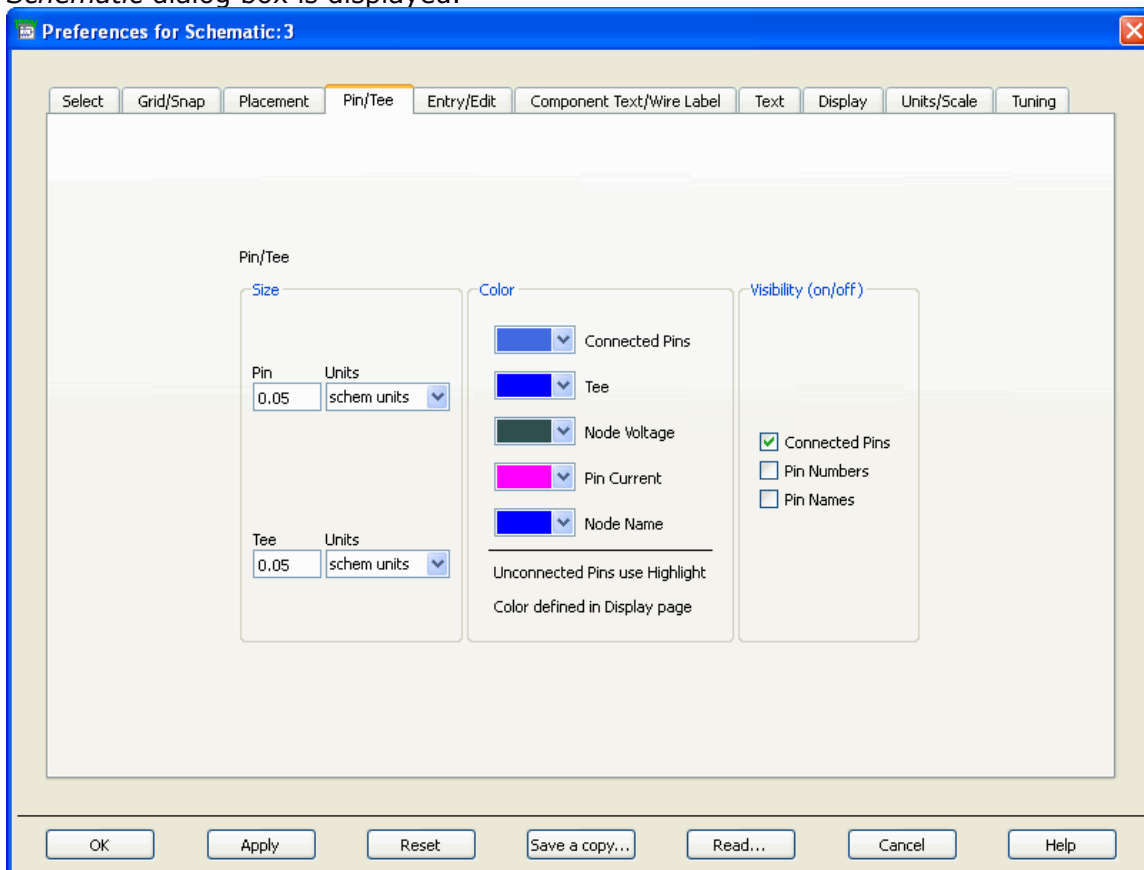 Schematic dialog box is displayed.
Preferences for Schematic:3
Select Grid/Snap Placement Pin/Tee Entry/Edit Component Text/Wire Label Text Display Units/Scale Tuning
Pin/Tee
Size
Pin Units
0.05 schem units
Tee Units
0.05 schem units
Color
Connected Pins
Tee
Node Voltage
Pin Current
Node Name
Unconnected Pins use Highlight
Color defined in Display page
Visibility (on/off)
Connected Pins
Pin Numbers
Pin Names
OK Apply Reset Save a copy... Read... Cancel Help